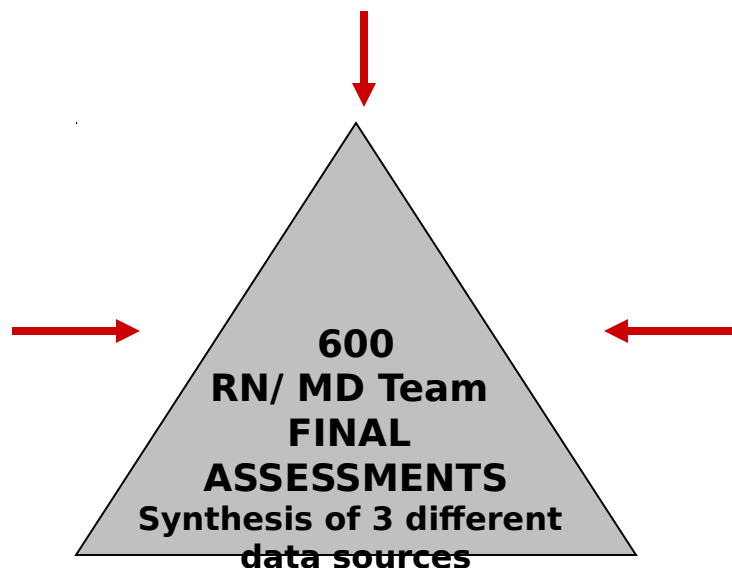 600
RN/ MD Team
FINAL
ASSESSMENTS
Synthesis of 3 different
data sources